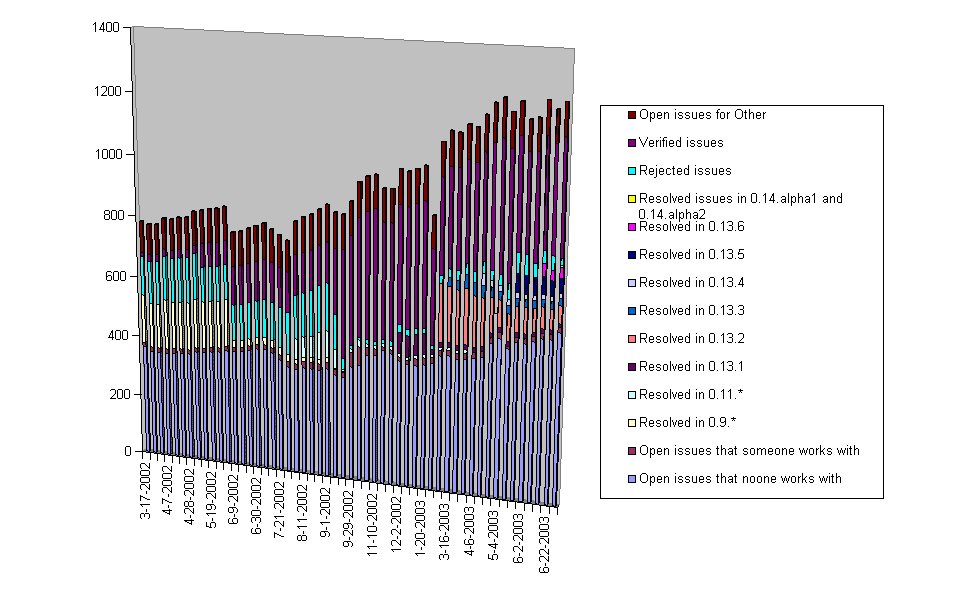 1400
1200
1000
800
600
400
200
0
3-17-2002
4-7-2002
4-28-2002
5-19-2002
6-9-2002
6-30-2002
7-21-2002
8-11-2002
9-1-2002
9-29-2002
11-10-2002
12-2-2002
1-20-2003
3-16-2003
4-6-2003
5-4-2003
6-2-2003
6-22-2003
Open issues for Other
Verified issues
Rejected issues
Resolved issues in 0.14.alpha1 and
0.14.alpha2
Resolved in 0.13.6
Resolved in 0.13.5
Resolved in 0.13.4
Resolved in 0.13.3
Resolved in 0.13.2
Resolved in 0.13.1
Resolved in 0.11.*
Resolved in 0.9.*
Open issues that someone works with
Open issues that noone works with